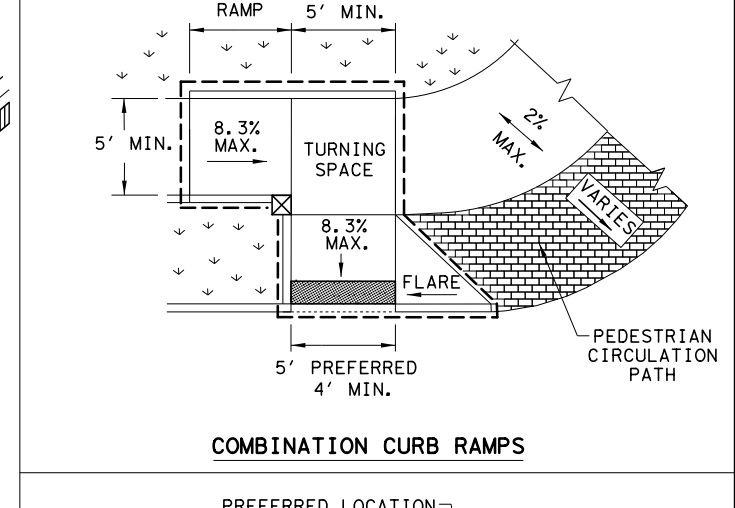 RAMP
5' MIN.
5' MIN.
8.3%
MAX.
TURNING
SPACE
2%
MAX.
VARIES
8.3%
MAX.
FLARE
PEDESTRIAN
CIRCULATION
PATH
5' PREFERRED
4' MIN.
COMBINATION CURB RAMPS
PREFERRED LOCATION